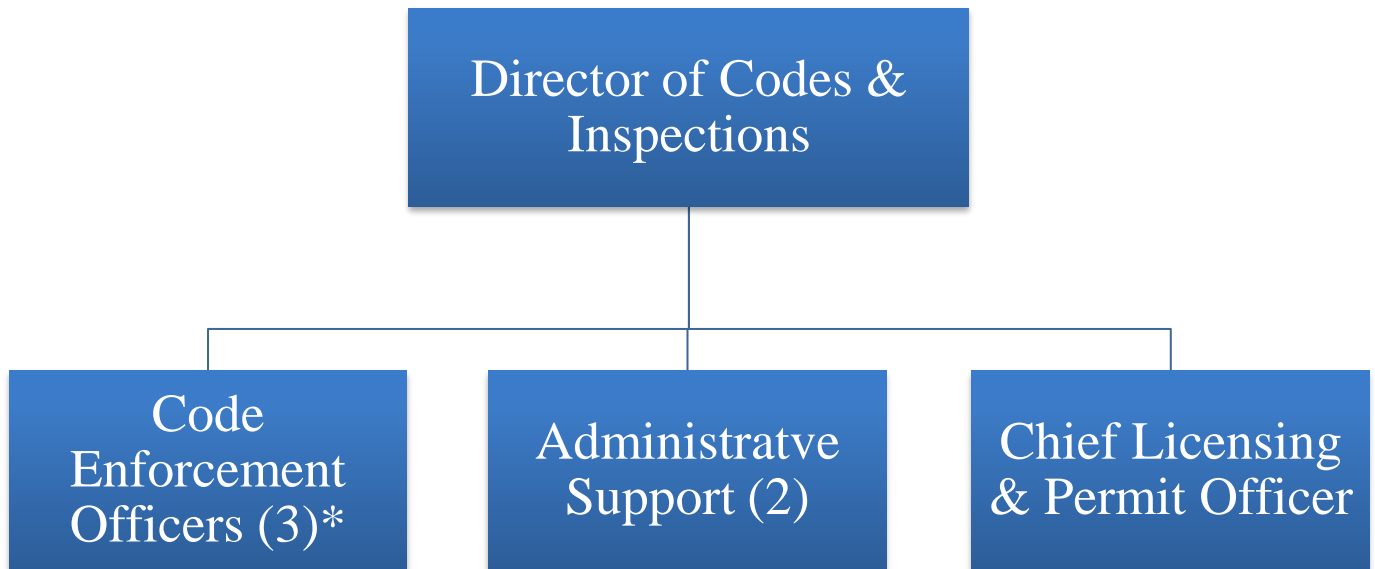 Director of Codes &
Inspections
Code
Enforcement
Officers (3)*
Administratve
Support (2)
Chief Licensing
& Permit Officer